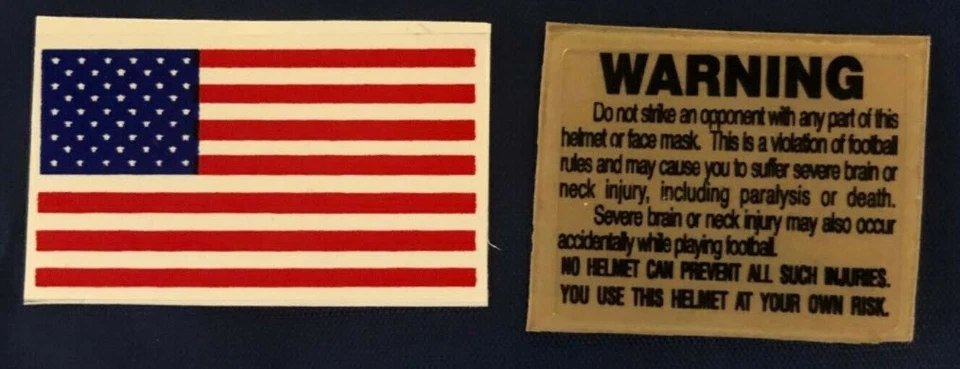 WARNING
Do not strike an opponent with any part of this
helmet or face mask. This is a violation of football
rules and may cause you to suffer severe brain or
neck injury, including paralysis or death.
Severe brain or neck injury may also occur
accidentally while playing football.
NO HELMET CAN PREVENT ALL SUCH INJURIES.
YOU USE THIS HELMET AT YOUR OWN RISK.